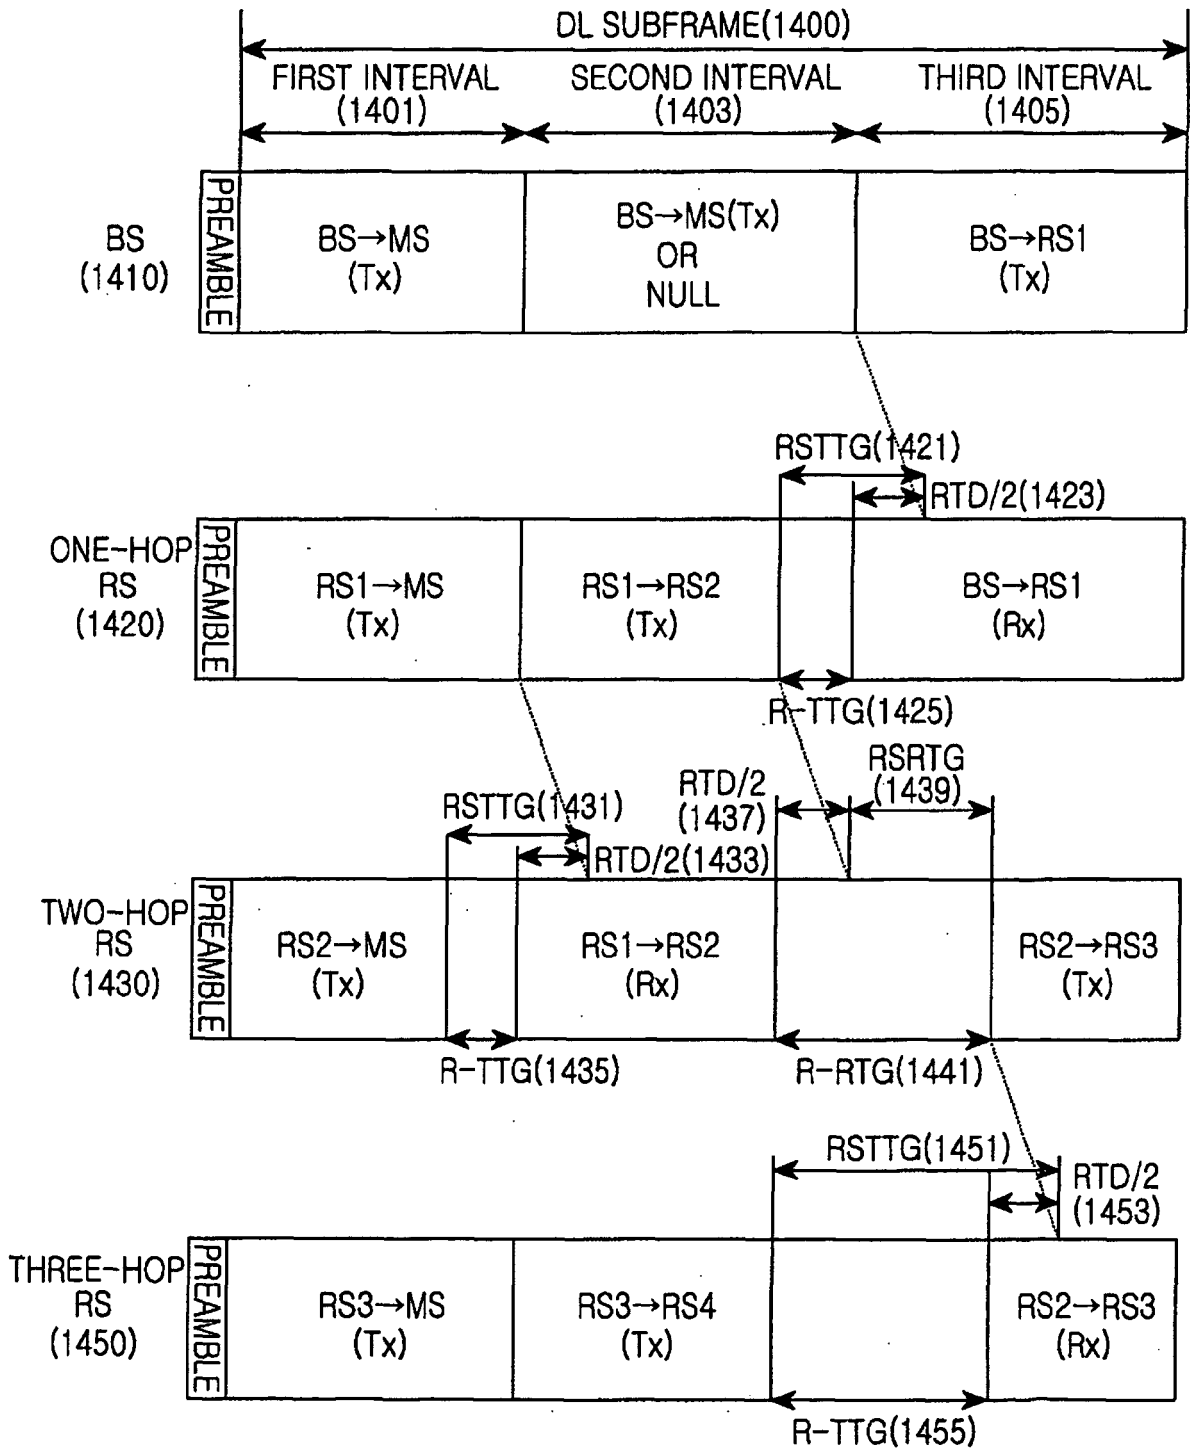 DL SUBFRAME(1400)
FIRST INTERVAL
(1401)
SECOND INTERVAL
(1403)
THIRD INTERVAL
(1405)
BS
(1410)
PREAMBLE
BS→MS
(Tx)
BS→MS(Tx)
OR
NULL
BS→RS1
(Tx)
RSTTG(1421)
RTD/2(1423)
ONE-HOP
RS
(1420)
PREAMBLE
RS1→MS
(Tx)
RS1→RS2
(Tx)
BS→RS1
(Rx)
R-TTG(1425)
RSTTG(1431)
RTD/2(1433)
RTD/2
(1437)
RSRTG
(1439)
TWO-HOP
RS
(1430)
PREAMBLE
RS2→MS
(Tx)
RS1→RS2
(Rx)
RS2→RS3
(Tx)
R-TTG(1435)
R-RTG(1441)
RSTTG(1451)
RTD/2
(1453)
THREE-HOP
RS
(1450)
PREAMBLE
RS3→MS
(Tx)
RS3→RS4
(Tx)
RS2→RS3
(Rx)
R-TTG(1455)